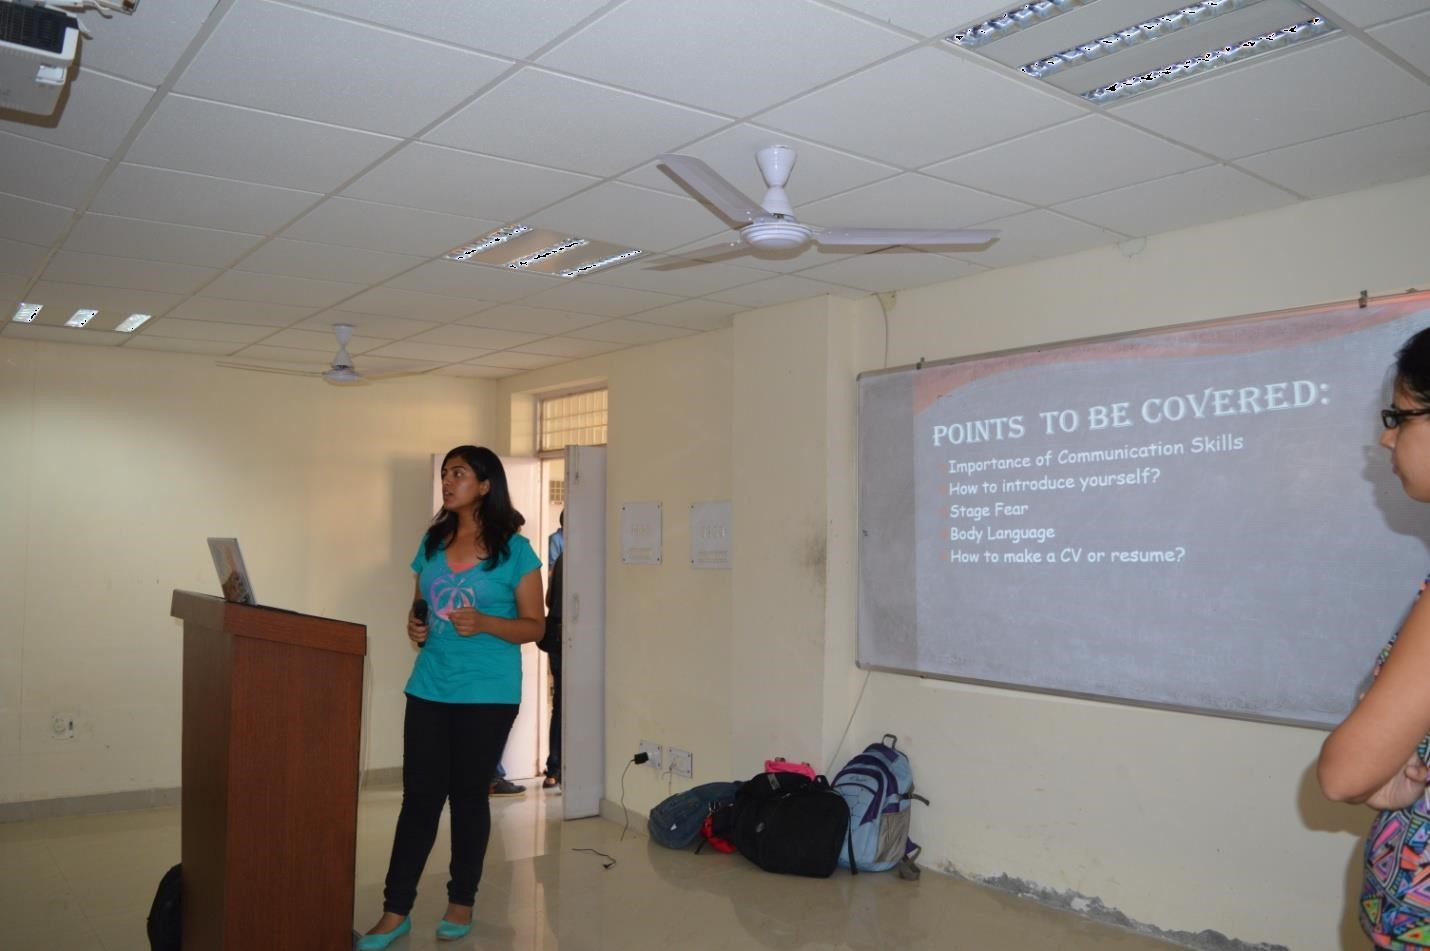 POINTS TO BE COVERED:
Importance of Communication Skills
How to introduce yourself?
Stage Fear
Body Language
How to make a CV or resume?